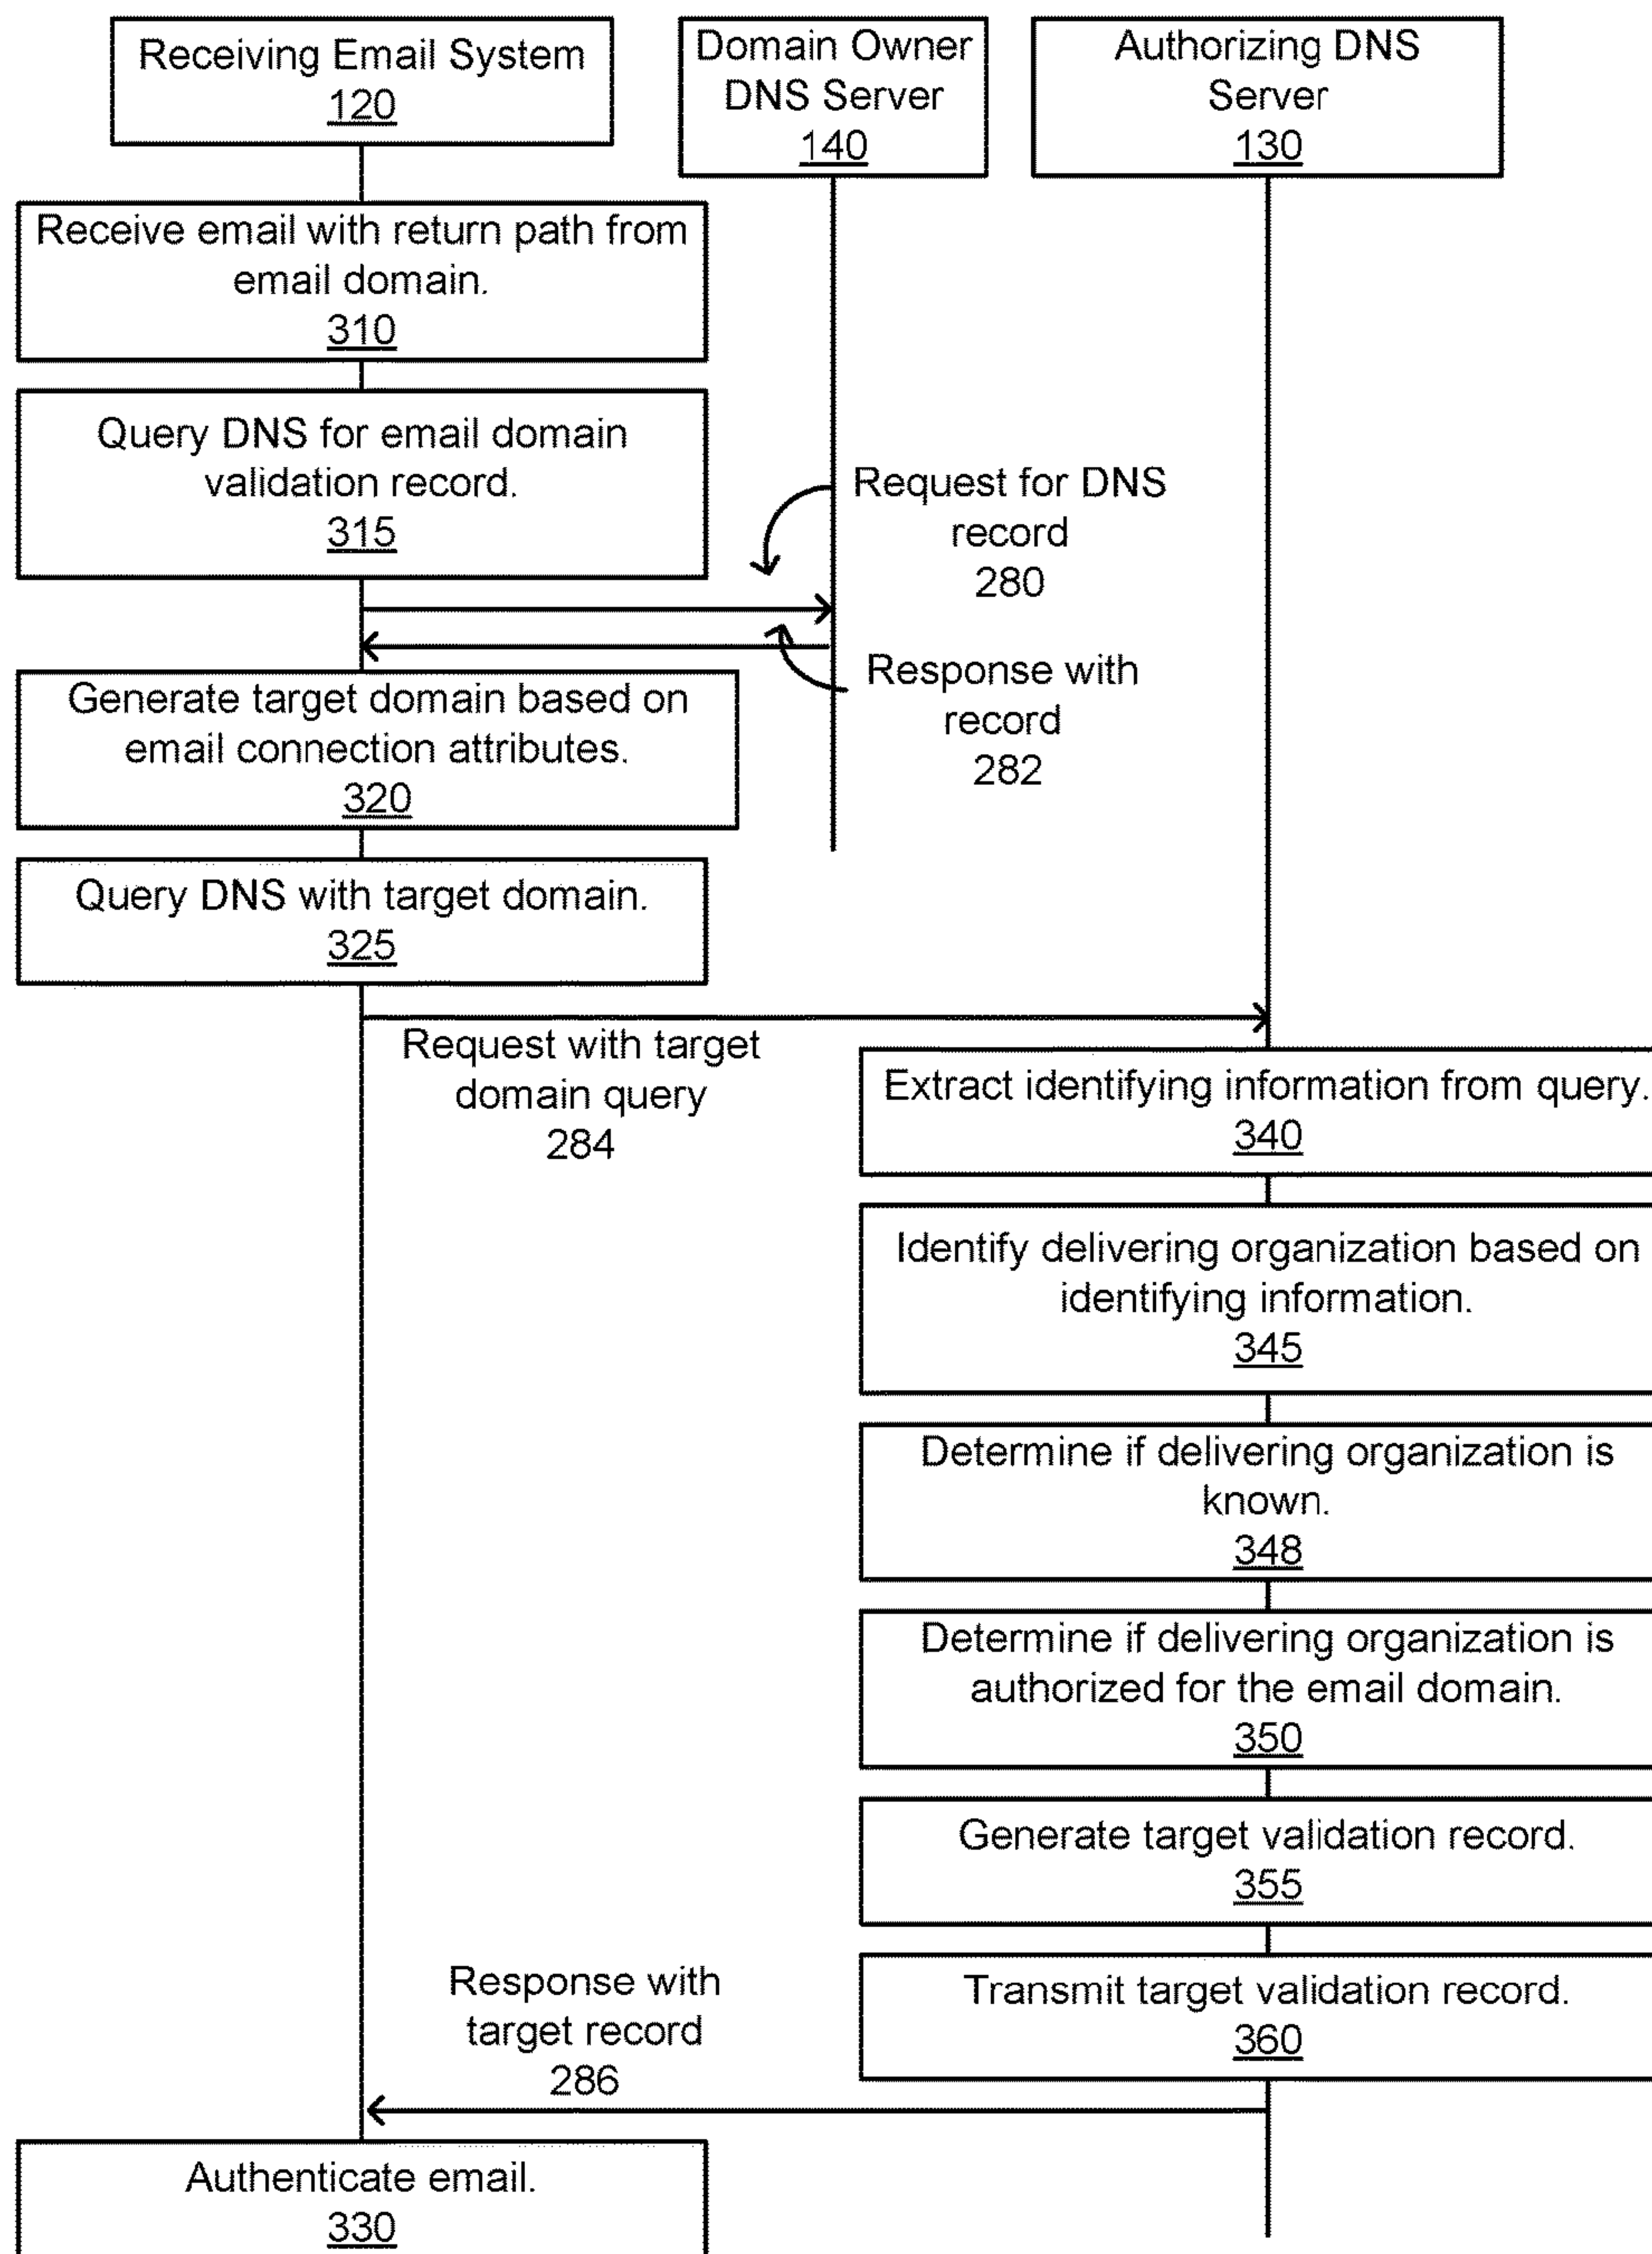 Receiving Email System
120
Domain Owner
DNS Server
140
Authorizing DNS
Server
130
Receive email with return path from
email domain.
310
Query DNS for email domain
validation record.
315
Request for DNS
record
280
Response with
record
282
Generate target domain based on
email connection attributes.
320
Query DNS with target domain.
325
Request with target
domain query
284
Extract identifying information from query.
340
Identify delivering organization based on
identifying information.
345
Determine if delivering organization is
known.
348
Determine if delivering organization is
authorized for the email domain.
350
Generate target validation record.
355
Transmit target validation record.
360
Response with
target record
286
Authenticate email.
330